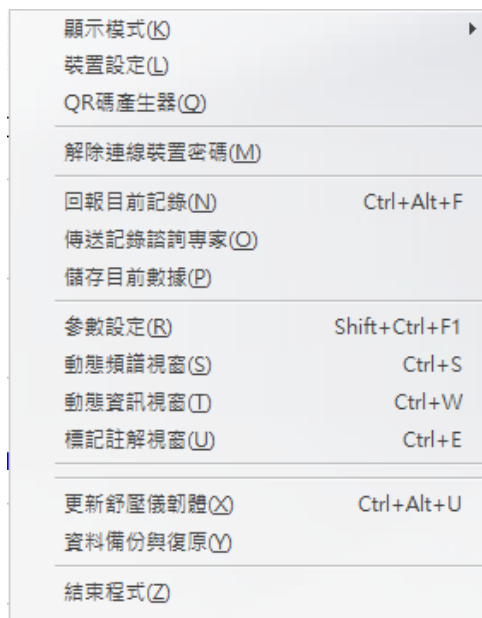 顯示模式(K)
裝置設定(L)
QR碼產生器(Q)
解除連線裝置密碼(M)
回報目前記錄(N) Ctrl+Alt+F
傳送記錄諮詢專家(O)
儲存目前數據(P)
參數設定(R) Shift+Ctrl+F1
動態頻譜視窗(S) Ctrl+S
動態資訊視窗(T) Ctrl+W
標記註解視窗(U) Ctrl+E
更新舒壓儀韌體(X) Ctrl+Alt+U
資料備份與復原(Y)
結束程式(Z)